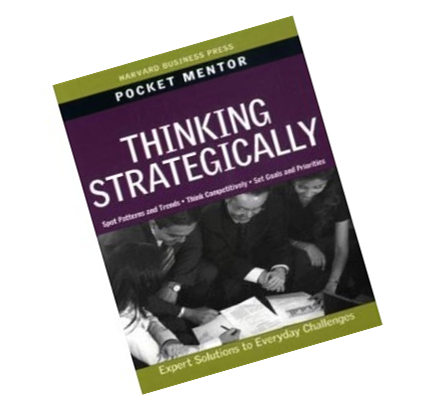 HARVARD BUSINESS PRESS
POCKET MENTOR
THINKING
STRATEGICALLY
Spot Patterns and Trends • Think Competitively • Set Goals and Priorities
Expert Solutions to Everyday Challenges